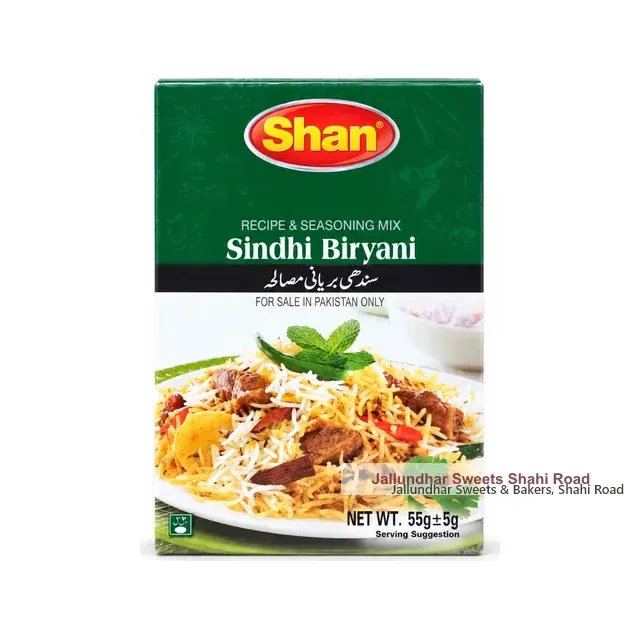 Shan®
RECIPE & SEASONING MIX
Sindhi Biryani
سندھی بریانی مصالحہ
FOR SALE IN PAKISTAN ONLY
Jallundhar Sweets Shahi Road
Jallundhar Sweets & Bakers, Shahi Road
NET WT. 55g±5g
Serving Suggestion